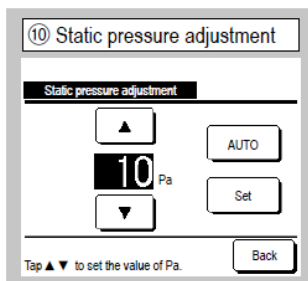 ⑩ Static pressure adjustment
Static pressure adjustment
▲
AUTO
10 Pa
Set
▼
Back
Tap ▲ ▼ to set the value of Pa.